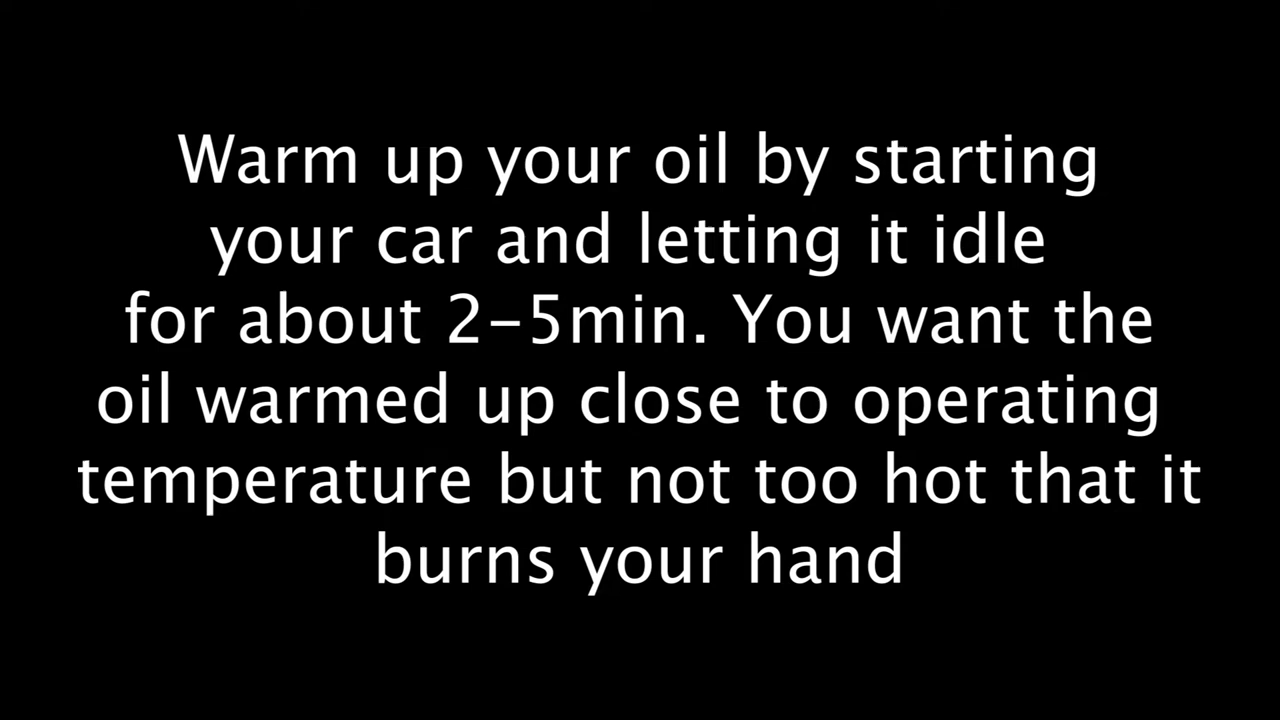 Warm up your oil by starting
your car and letting it idle
for about 2-5min. You want the
oil warmed up close to operating
temperature but not too hot that it
burns your hand